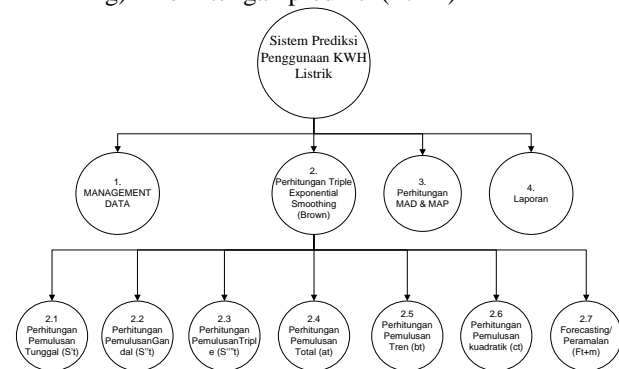 Sistem Prediksi
Penggunaan KWH
Listrik
1.
MANAGEMENT
DATA
2.
Perhitungan Triple
Exponential
Smoothing
(Brown)
3.
Perhitungan
MAD & MAP
4.
Laporan
2.1
Perhitungan
Pemulusan
Tunggal (S't)
2.2
Perhitungan
PemulusanGan
dal (S''t)
2.3
Perhitungan
PemulusanTripl
e (S'''t)
2.4
Perhitungan
Pemulusan
Total (at)
2.5
Perhitungan
Pemulusan
Tren (bt)
2.6
Perhitungan
Pemulusan
kuadratik (ct)
2.7
Forecasting/
Peramalan
(Ft+m)